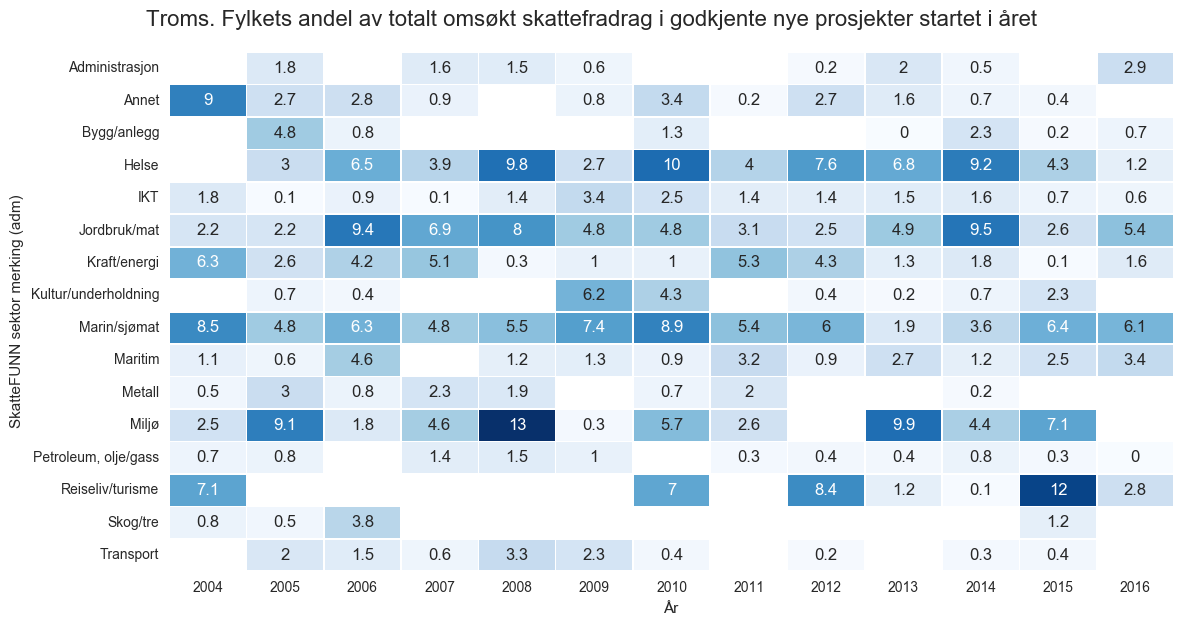 Troms. Fylkets andel av totalt omsøkt skattefradrag i godkjente nye prosjekter startet i året
SkatteFUNN sektor merking (adm)
Administrasjon 1.8 1.6 1.5 0.6 0.2 2 0.5 2.9
Annet 9 2.7 2.8 0.9 0.8 3.4 0.2 2.7 1.6 0.7 0.4
Bygg/anlegg 4.8 0.8 1.3 0 2.3 0.2 0.7
Helse 3 6.5 3.9 9.8 2.7 10 4 7.6 6.8 9.2 4.3 1.2
IKT 1.8 0.1 0.9 0.1 1.4 3.4 2.5 1.4 1.4 1.5 1.6 0.7 0.6
Jordbruk/mat 2.2 2.2 9.4 6.9 8 4.8 4.8 3.1 2.5 4.9 9.5 2.6 5.4
Kraft/energi 6.3 2.6 4.2 5.1 0.3 1 1 5.3 4.3 1.3 1.8 0.1 1.6
Kultur/underholdning 0.7 0.4 6.2 4.3 0.4 0.2 0.7 2.3
Marin/sjømat 8.5 4.8 6.3 4.8 5.5 7.4 8.9 5.4 6 1.9 3.6 6.4 6.1
Maritim 1.1 0.6 4.6 1.2 1.3 0.9 3.2 0.9 2.7 1.2 2.5 3.4
Metall 0.5 3 0.8 2.3 1.9 0.7 2 0.2
Miljø 2.5 9.1 1.8 4.6 13 0.3 5.7 2.6 9.9 4.4 7.1
Petroleum, olje/gass 0.7 0.8 1.4 1.5 1 0.3 0.4 0.4 0.8 0.3 0
Reiseliv/turisme 7.1 7 8.4 1.2 0.1 12 2.8
Skog/tre 0.8 0.5 3.8 1.2
Transport 2 1.5 0.6 3.3 2.3 0.4 0.2 0.3 0.4
2004 2005 2006 2007 2008 2009 2010 2011 2012 2013 2014 2015 2016
År